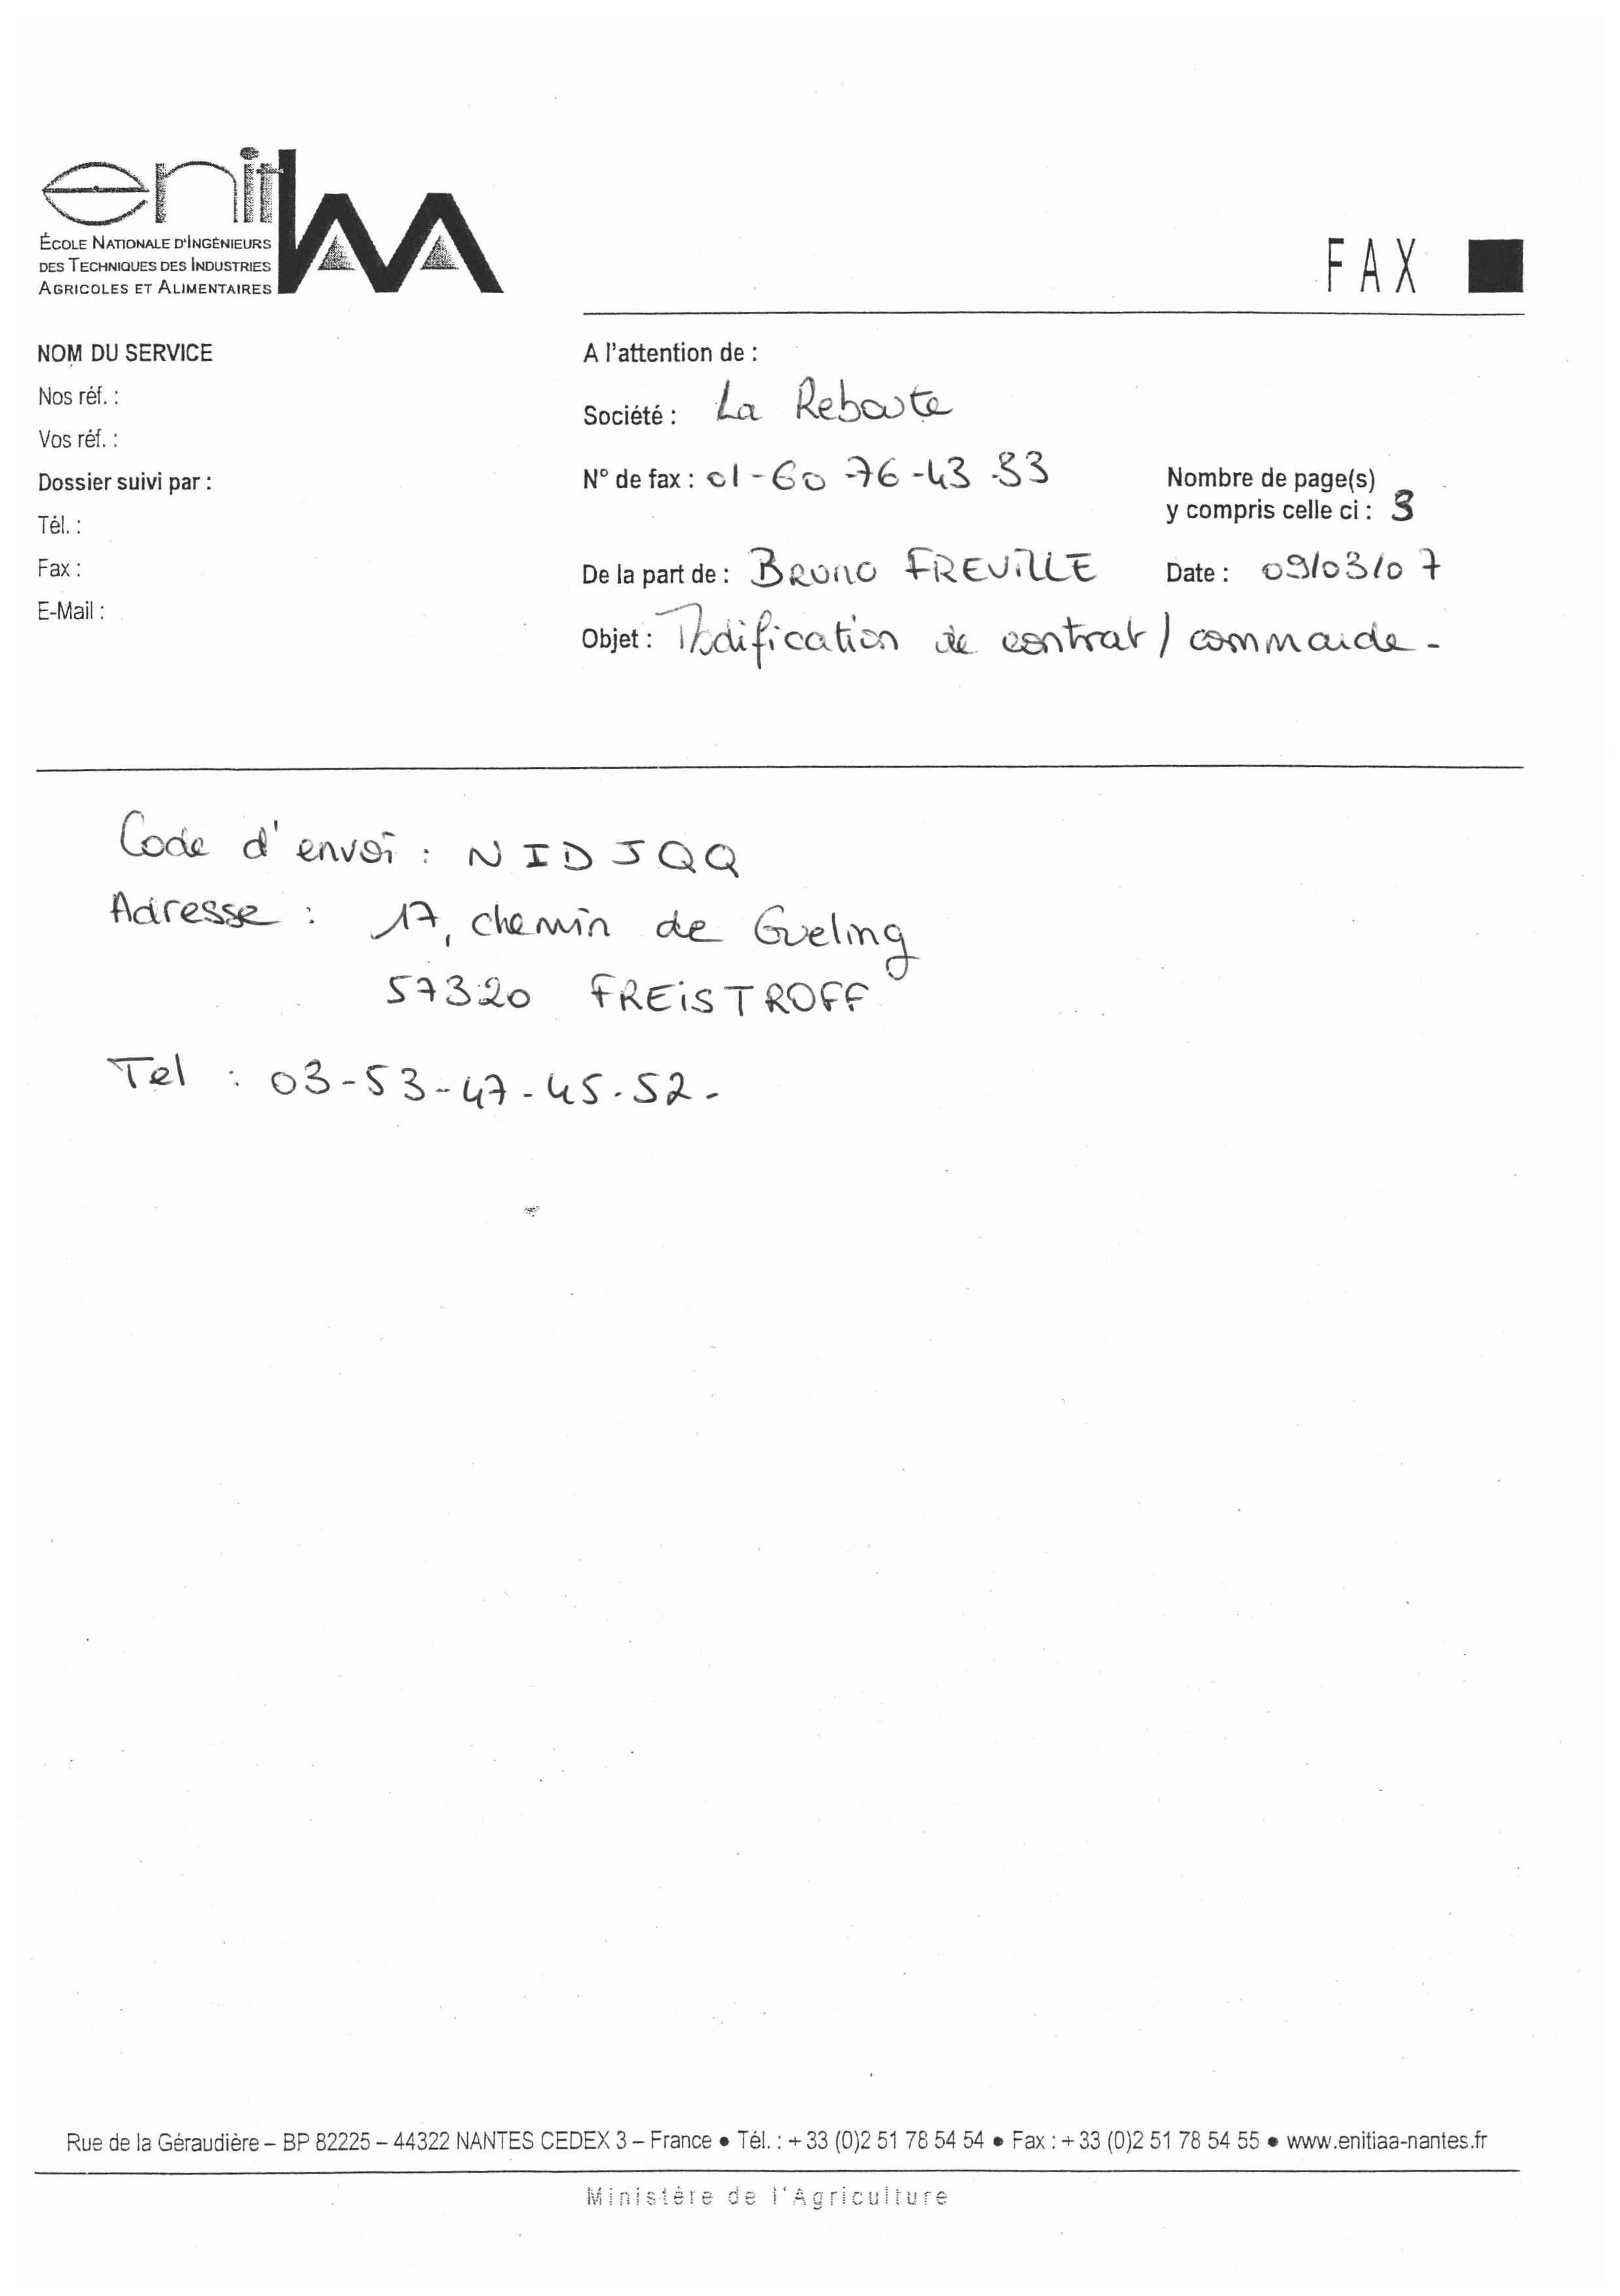 enitIAA
ÉCOLE NATIONALE D'INGÉNIEURS
DES TECHNIQUES DES INDUSTRIES
AGRICOLES ET ALIMENTAIRES
FAX
NOM DU SERVICE
Nos réf. :
Vos réf. :
Dossier suivi par :
Tél. :
Fax :
E-Mail :
A l'attention de :
Société : La Reboute
N° de fax : 01-60-76-43-33
Nombre de page(s)
y compris celle ci : 3
De la part de : BRUNO FREVILLE
Date : 09/03/07
Objet : Modification de contrat / commande -
Code d'envoi : NIDJQQ
Adresse : 17, chemin de Gueling
57320 FREISTROFF
Tel : 03-53-47-45-52-
Rue de la Géraudière – BP 82225 – 44322 NANTES CEDEX 3 – France • Tél. : + 33 (0)2 51 78 54 54 • Fax : + 33 (0)2 51 78 54 55 • www.enitiaa-nantes.fr
Ministère de l'Agriculture